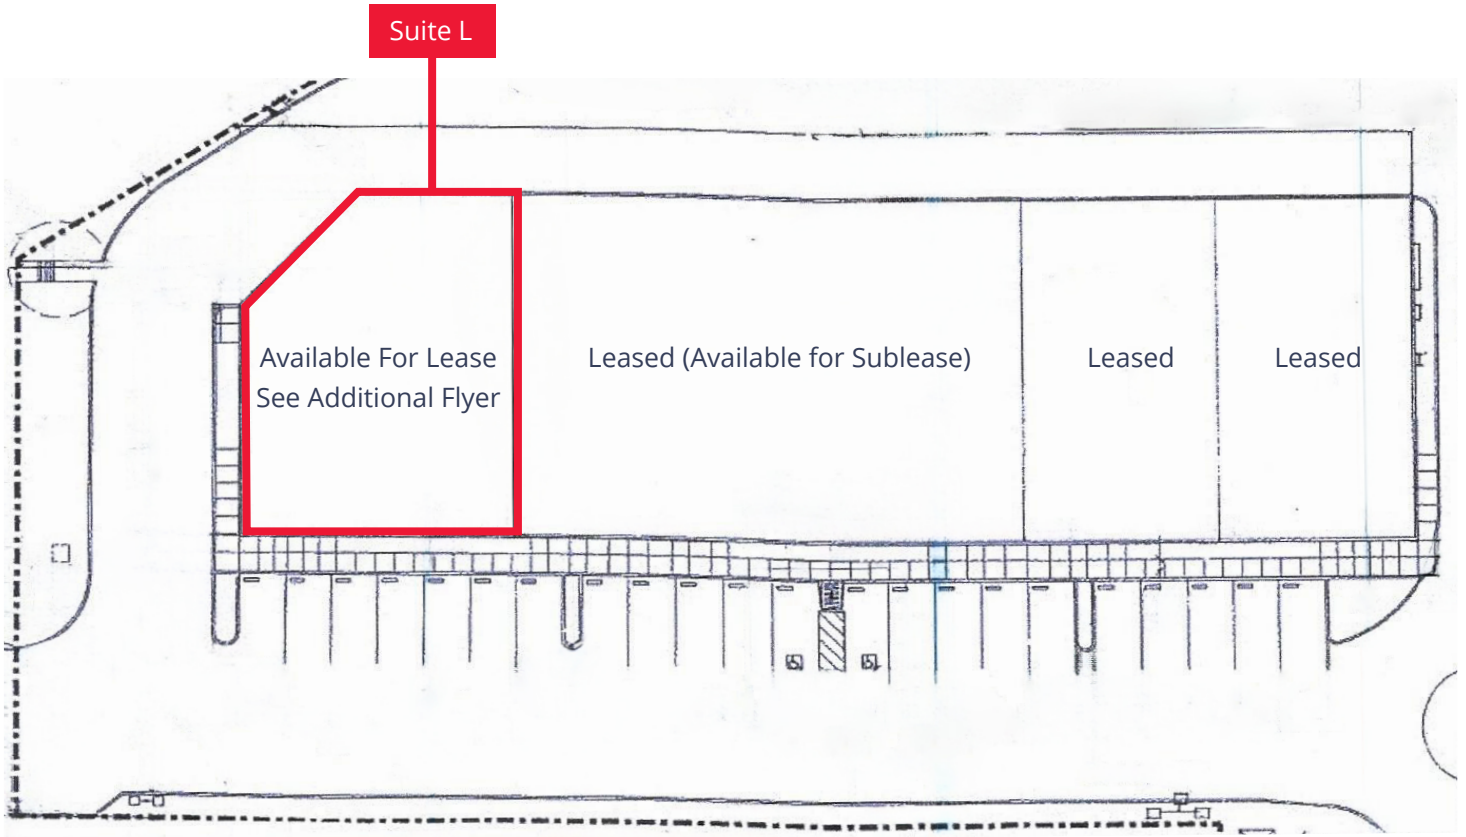 Suite L
Available For Lease
See Additional Flyer
Leased (Available for Sublease)
Leased
Leased